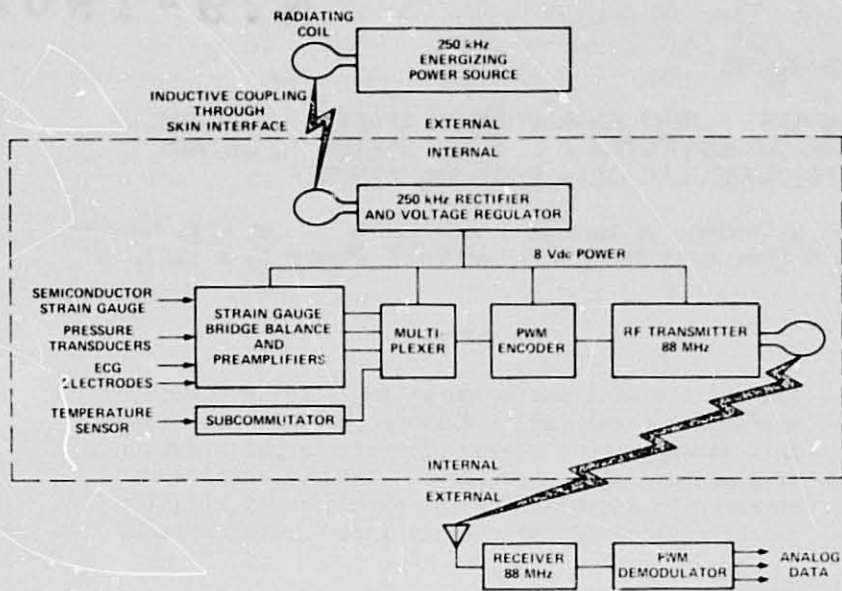 RADIATING
COIL
250 kHz
ENERGIZING
POWER SOURCE
INDUCTIVE COUPLING
THROUGH
SKIN INTERFACE
EXTERNAL
INTERNAL
250 kHz RECTIFIER
AND VOLTAGE REGULATOR
8 Vdc POWER
SEMICONDUCTOR
STRAIN GAUGE
PRESSURE
TRANSDUCERS
ECG
ELECTRODES
TEMPERATURE
SENSOR
STRAIN GAUGE
BRIDGE BALANCE
AND
PREAMPLIFIERS
SUBCOMMUTATOR
MULTI-
PLEXER
PWM
ENCODER
RF TRANSMITTER
88 MHz
INTERNAL
EXTERNAL
RECEIVER
88 MHz
PWM
DEMODULATOR
ANALOG
DATA